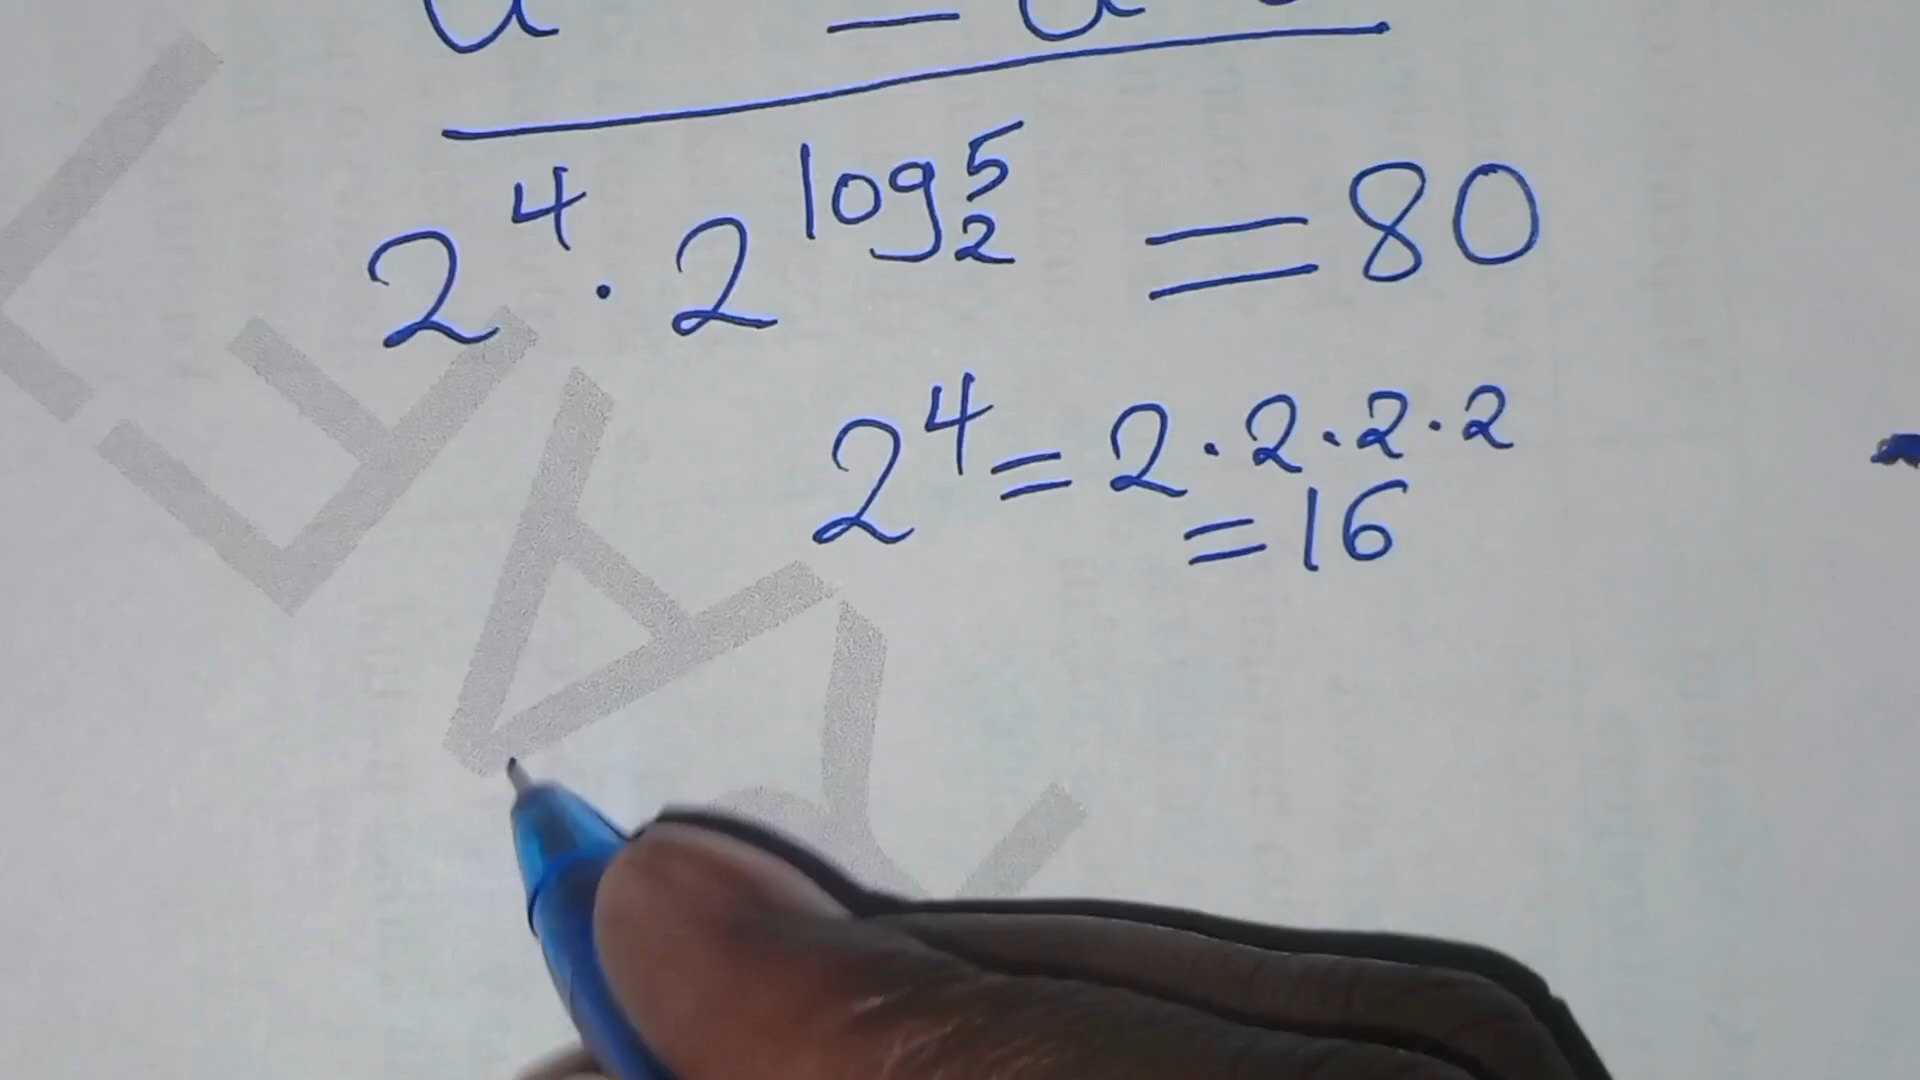 2⁴ · 2^log₂5 = 80
2⁴ = 2 · 2 · 2 · 2
= 16